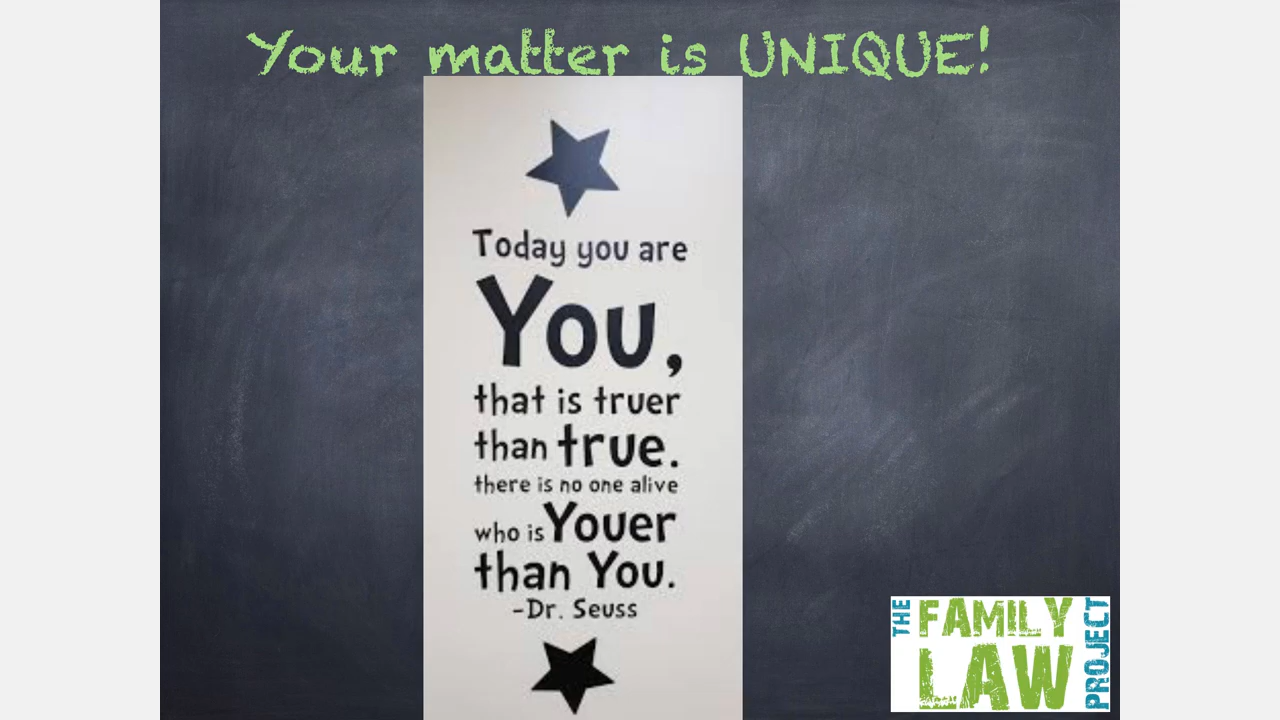 Your matter is UNIQUE!
Today you are
You,
that is truer
than true.
there is no one alive
who is Youer
than You.
-Dr. Seuss
THE
FAMILY
LAW
PROJECT